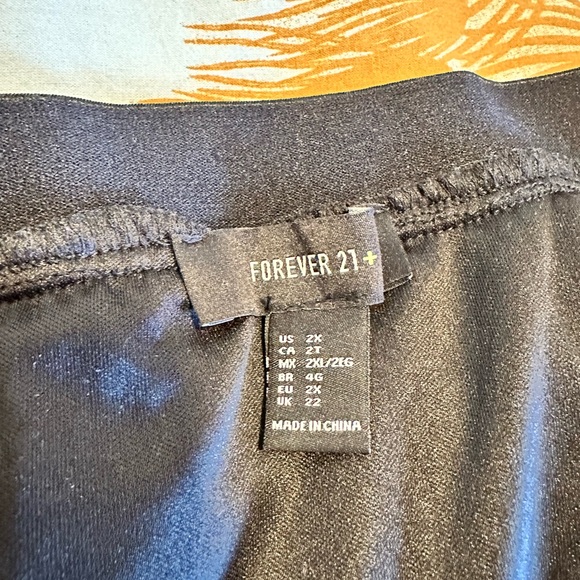 FOREVER 21+
US 2X
CA 2T
MX 2XL/2EG
BR 4G
EU 2X
UK 22
MADE IN CHINA